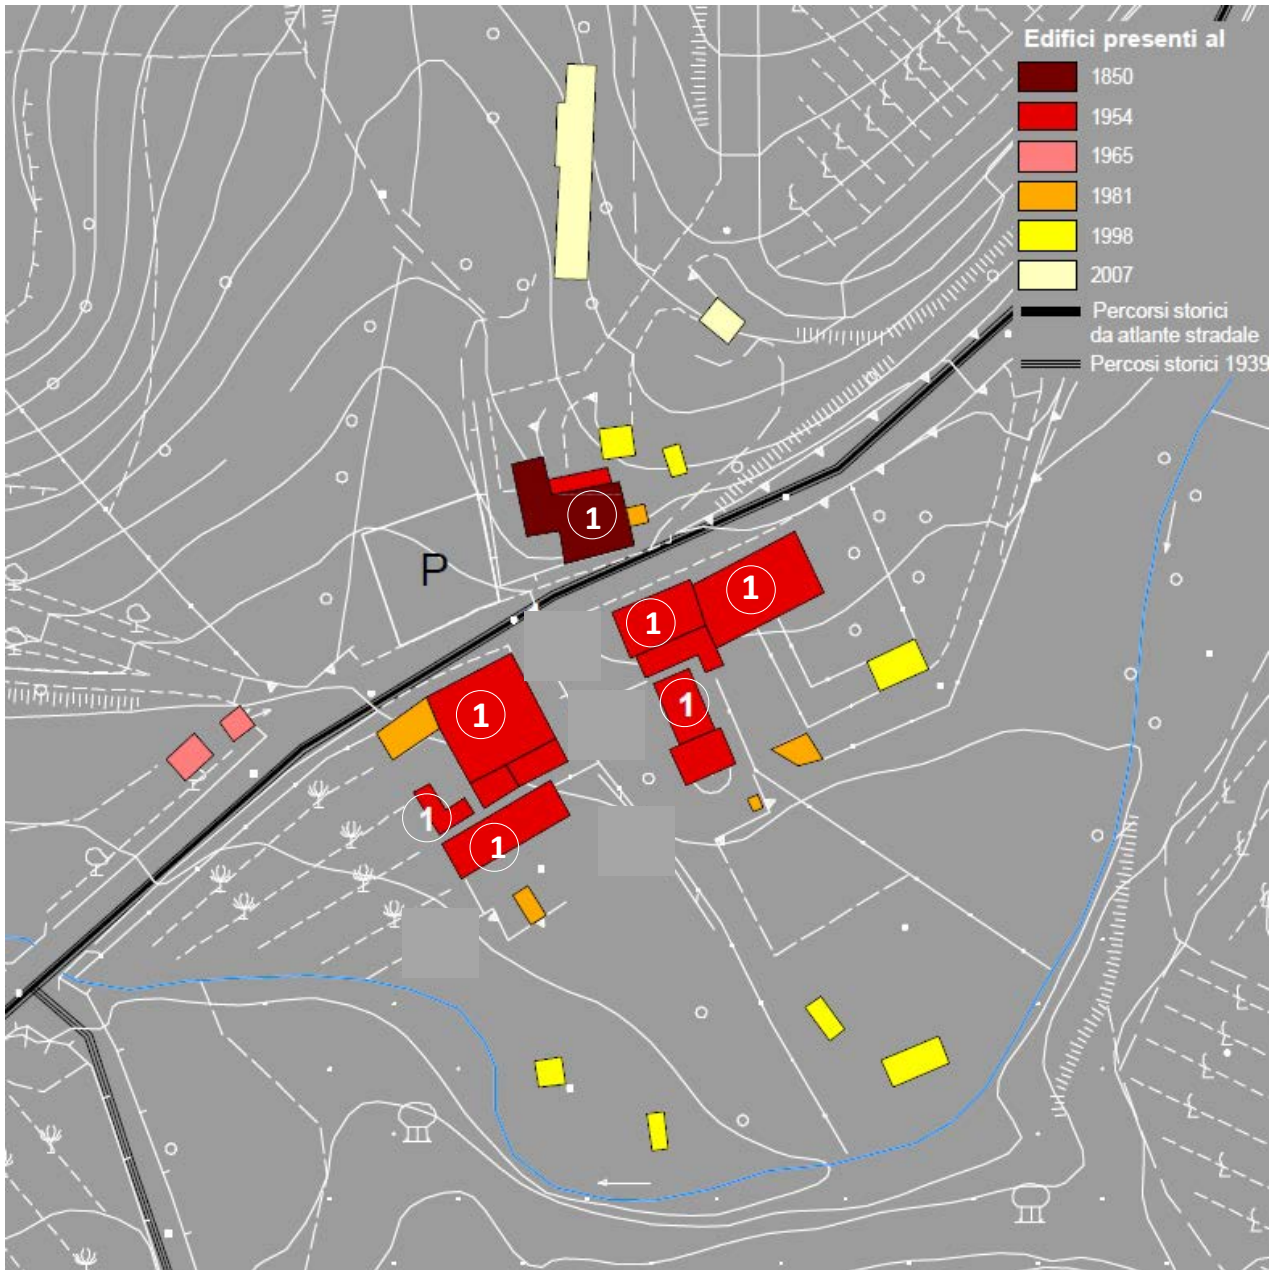 Edifici presenti al
1850
1954
1965
1981
1998
2007
Percorsi storici
da atlante stradale
Percosi storici 1939
1
P
1
1
1
1
1
1